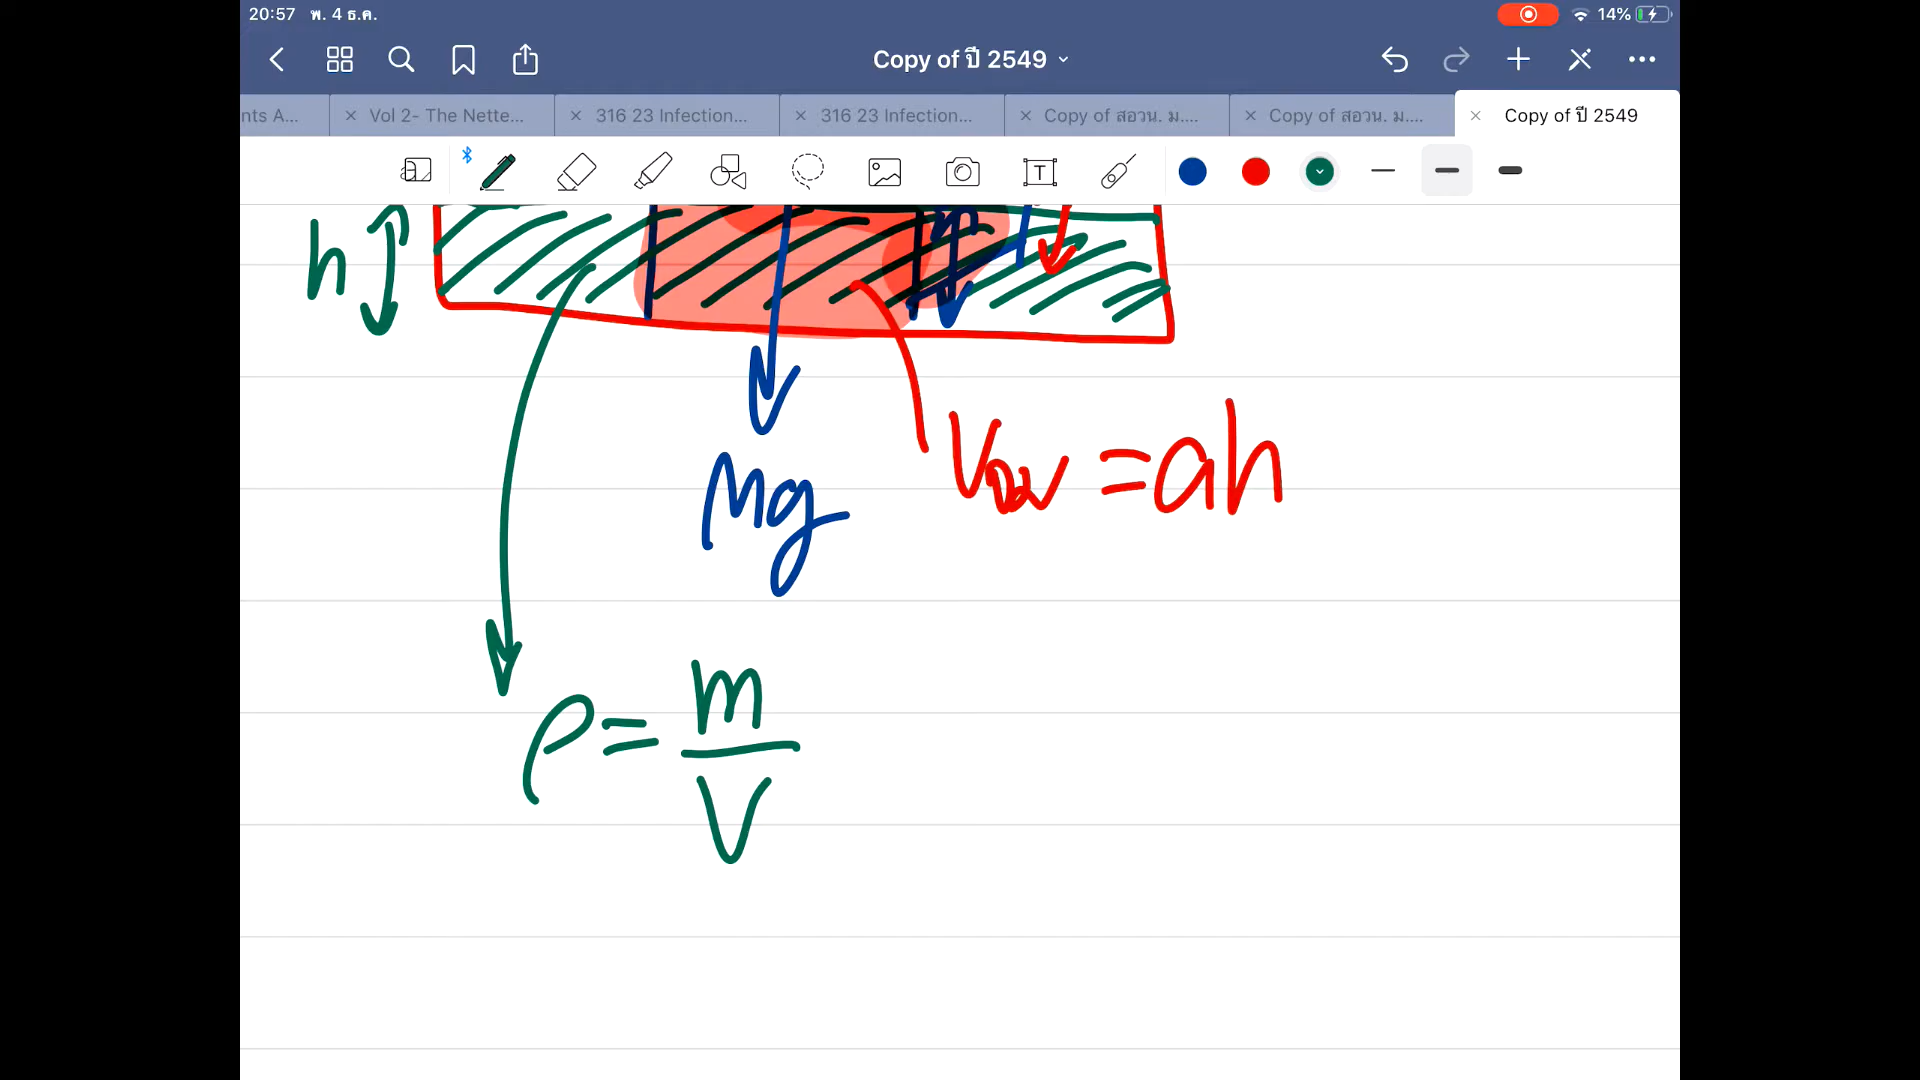 20:57 พ. 4 ธ.ค. 14%
Copy of ปี 2549
nts A... Vol 2- The Nette... 316 23 Infection... 316 23 Infection... Copy of สอวน. ม.... Copy of สอวน. ม.... Copy of ปี 2549
h
Mg
= ah
ρ = m/V